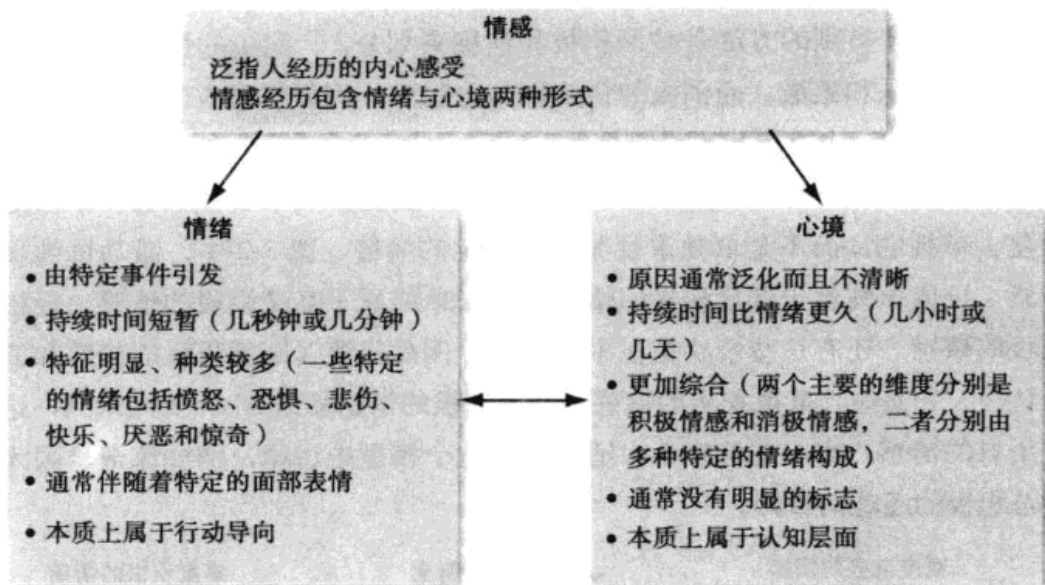 情感
泛指人经历的内心感受
情感经历包含情绪与心境两种形式
情绪
• 由特定事件引发
• 持续时间短暂（几秒钟或几分钟）
• 特征明显、种类较多（一些特定
的情绪包括愤怒、恐惧、悲伤、
快乐、厌恶和惊奇）
• 通常伴随着特定的面部表情
• 本质上属于行动导向
心境
• 原因通常泛化而且不清晰
• 持续时间比情绪更久（几小时或
几天）
• 更加综合（两个主要的维度分别是
积极情感和消极情感，二者分别由
多种特定的情绪构成）
• 通常没有明显的标志
• 本质上属于认知层面